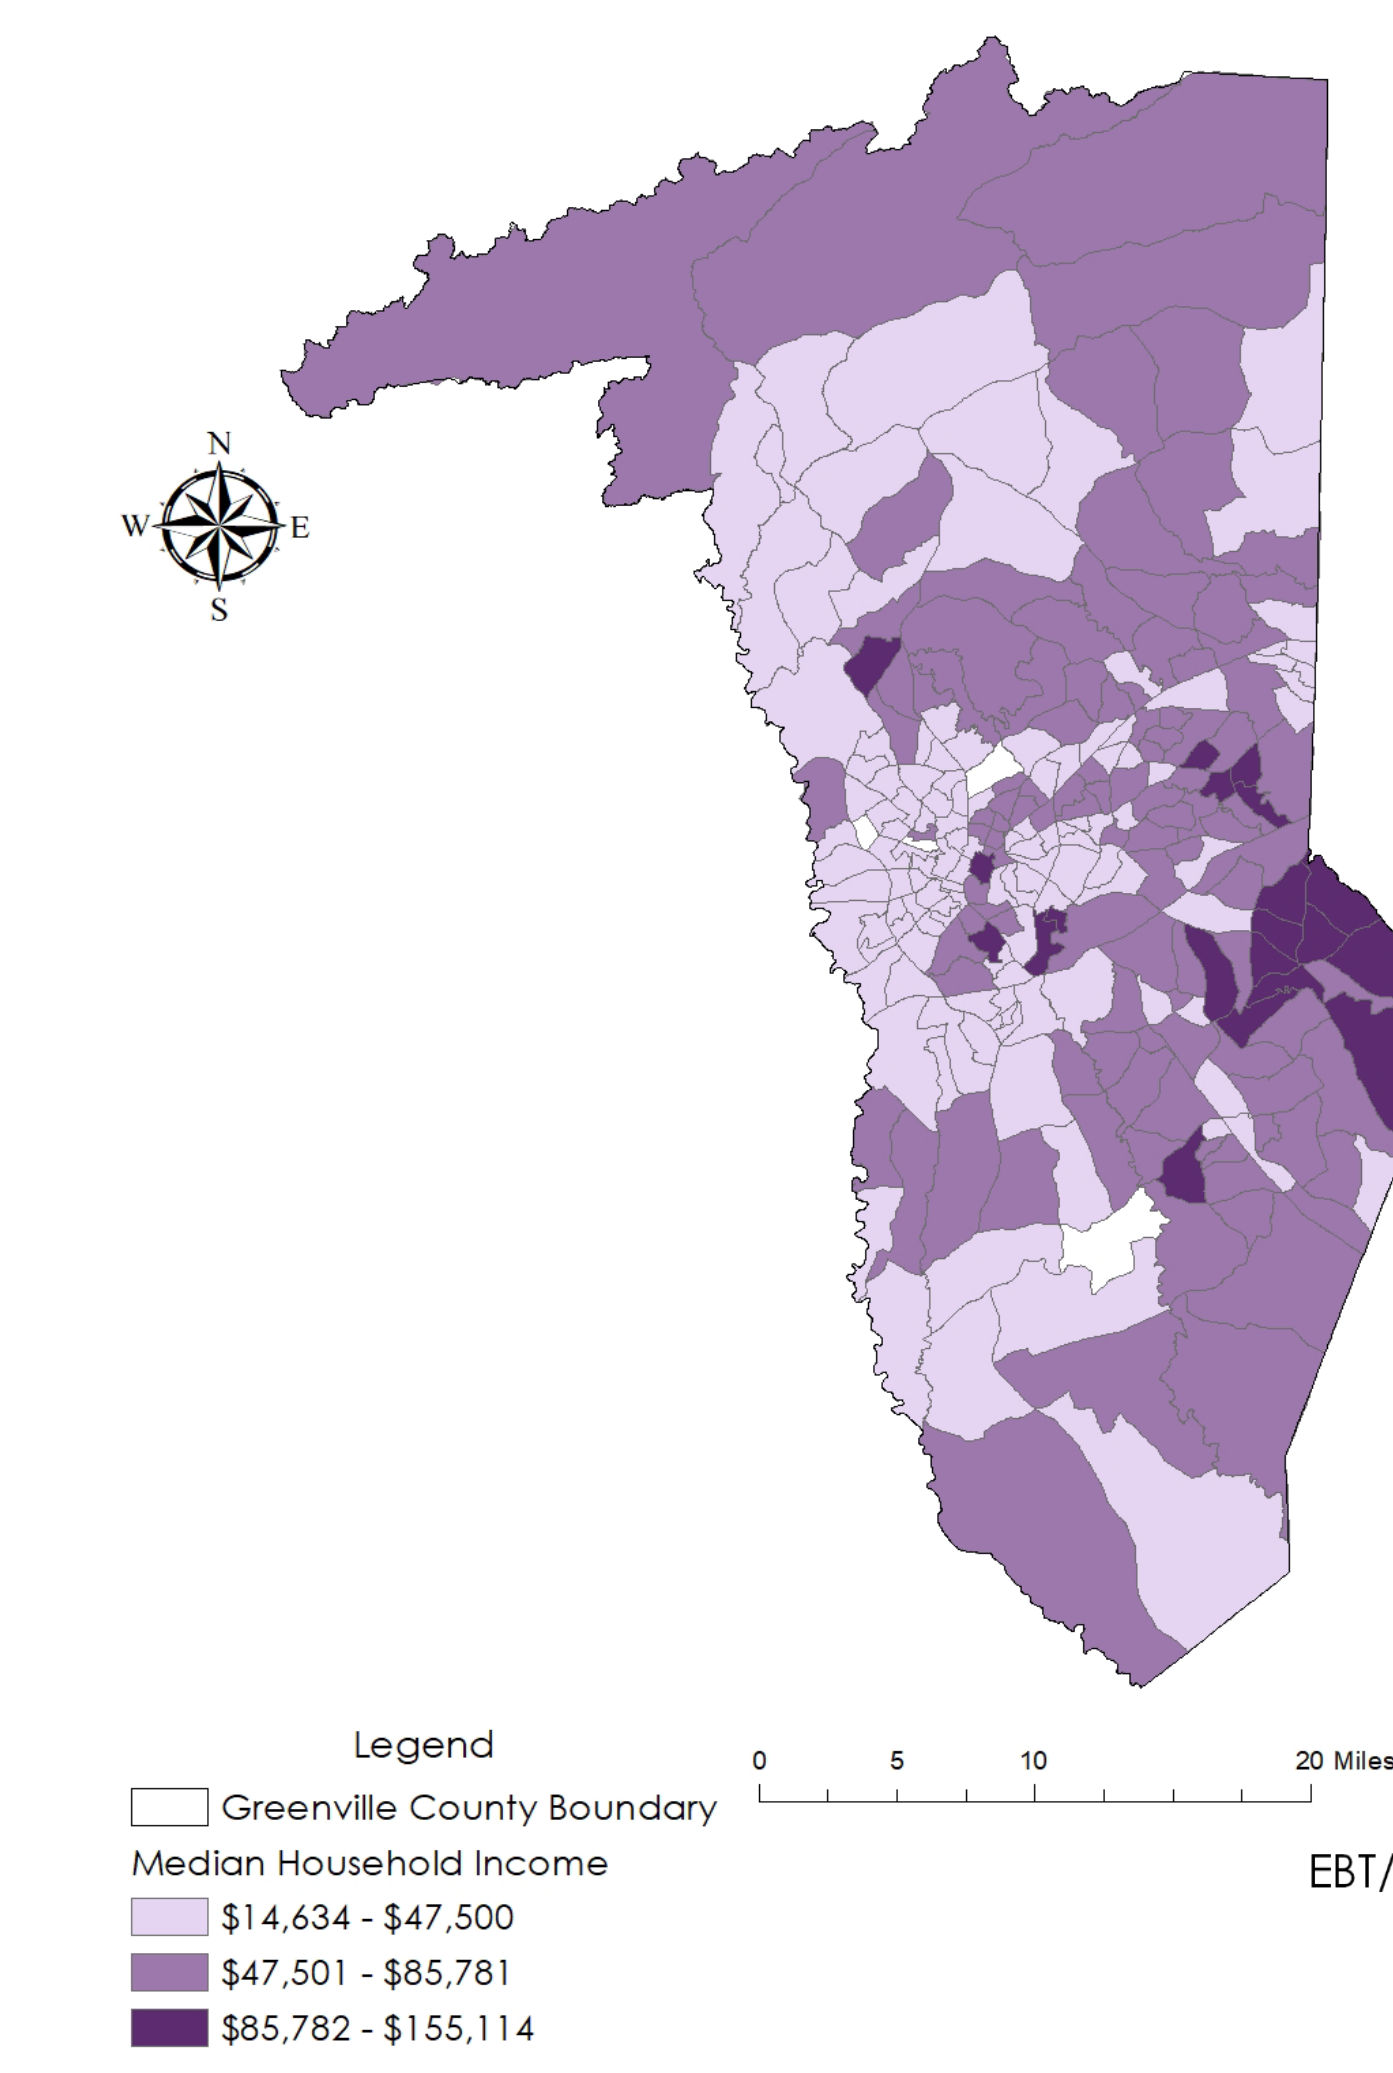 N
W E
S
Legend
Greenville County Boundary
Median Household Income
$14,634 - $47,500
$47,501 - $85,781
$85,782 - $155,114
0 5 10 20 Miles
EBT/